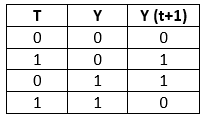 T Y Y (t+1)
0 0 0
1 0 1
0 1 1
1 1 0